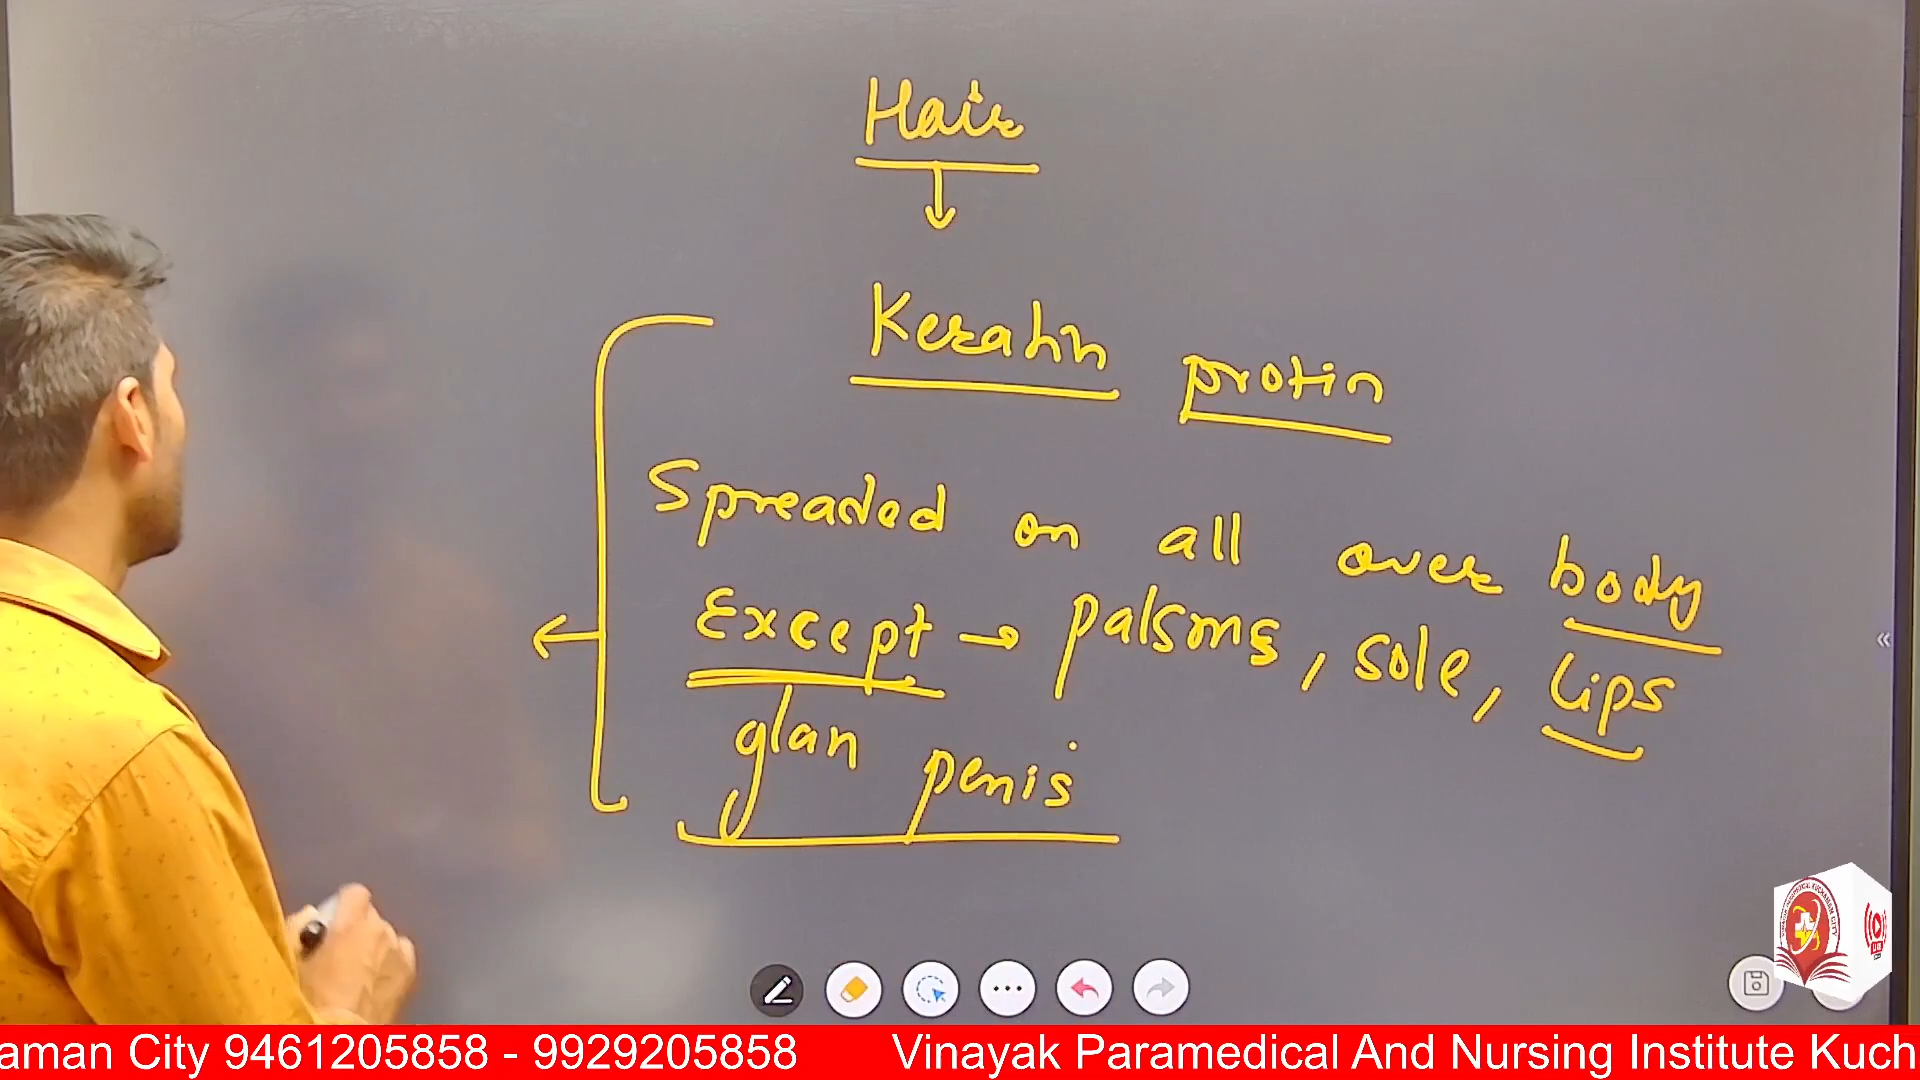 Hair
Keratin protin
Spreaded on all over body
Except → palsms, sole, lips
glan penis
aman City 9461205858 - 9929205858 Vinayak Paramedical And Nursing Institute Kuch